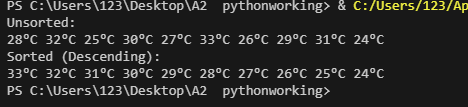 PS C:\Users\123\Desktop\A2  pythonworking> & C:/Users/123/Ap
Unsorted:
28°C 32°C 25°C 30°C 27°C 33°C 26°C 29°C 31°C 24°C
Sorted (Descending):
33°C 32°C 31°C 30°C 29°C 28°C 27°C 26°C 25°C 24°C
PS C:\Users\123\Desktop\A2  pythonworking>